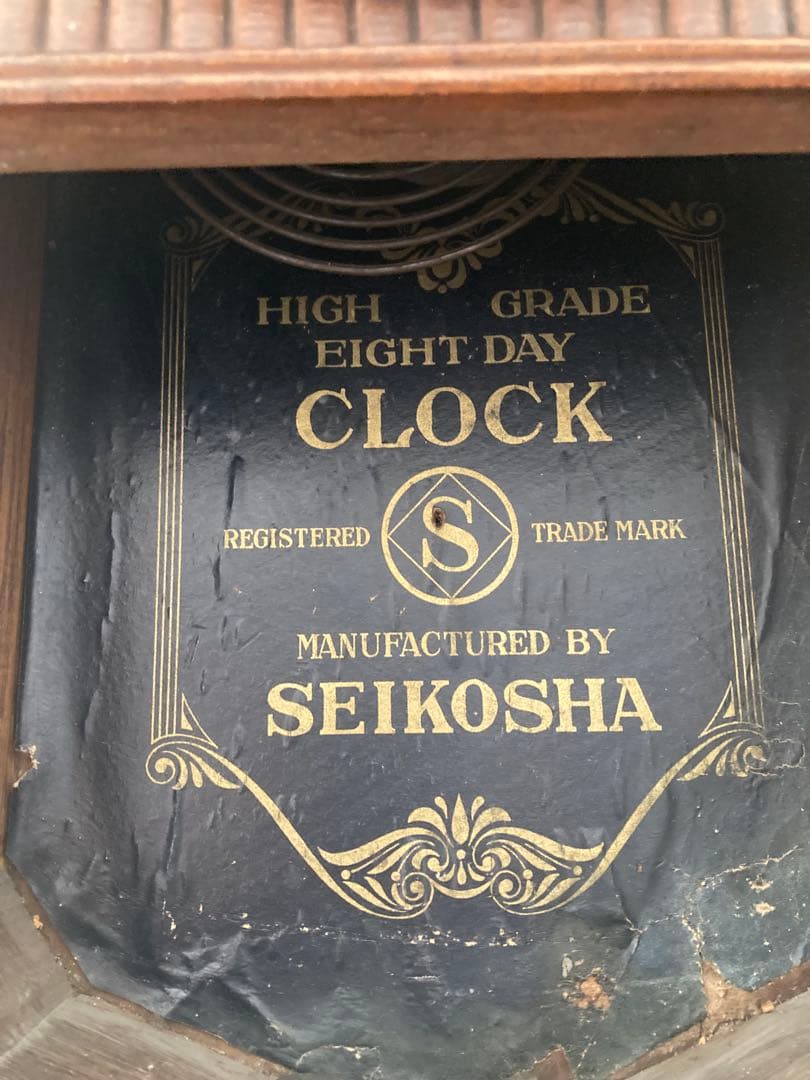 HIGH GRADE
EIGHT DAY
CLOCK
REGISTERED S TRADE MARK
MANUFACTURED BY
SEIKOSHA